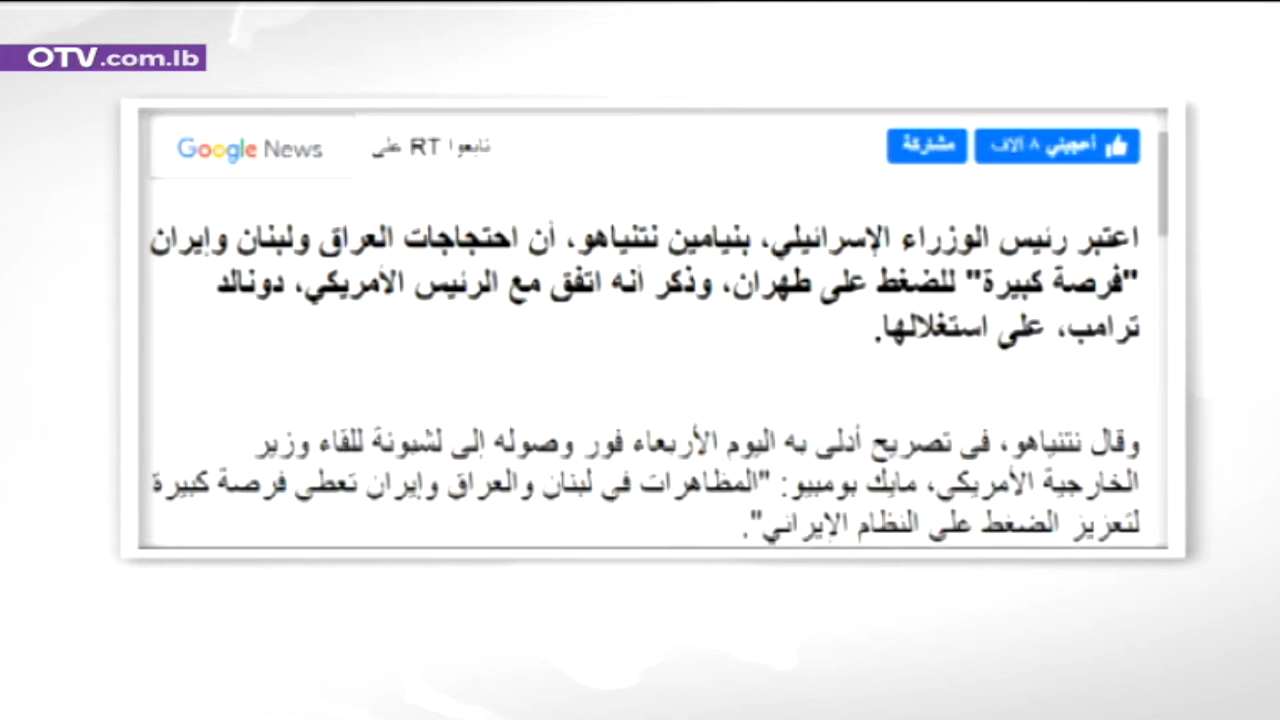 OTV.com.lb
Google News
تابعوا RT على
مشاركة
أعجبني ٨ آلاف
اعتبر رئيس الوزراء الإسرائيلي، بنيامين نتنياهو، أن احتجاجات العراق ولبنان وإيران
"فرصة كبيرة" للضغط على طهران، وذكر أنه اتفق مع الرئيس الأمريكي، دونالد
ترامب، على استغلالها.
وقال نتنياهو، في تصريح أدلى به اليوم الأربعاء فور وصوله إلى لشبونة للقاء وزير
الخارجية الأمريكي، مايك بومبيو: "المظاهرات في لبنان والعراق وإيران تعطي فرصة كبيرة
لتعزيز الضغط على النظام الإيراني".